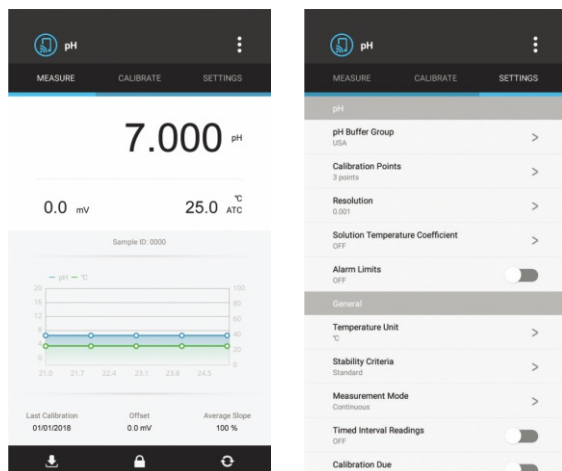 pH
MEASURE CALIBRATE SETTINGS
7.000 pH
0.0 mV 25.0 °C ATC
Sample ID: 0000
pH °C
20 100
16 80
12 60
8 40
4 20
0 0
21.0 21.7 22.4 23.1 23.8 24.5
Last Calibration Offset Average Slope
01/01/2018 0.0 mV 100 %
pH
MEASURE CALIBRATE SETTINGS
pH
pH Buffer Group
USA
Calibration Points
3 points
Resolution
0.001
Solution Temperature Coefficient
OFF
Alarm Limits
OFF
General
Temperature Unit
°C
Stability Criteria
Standard
Measurement Mode
Continuous
Timed Interval Readings
OFF
Calibration Due